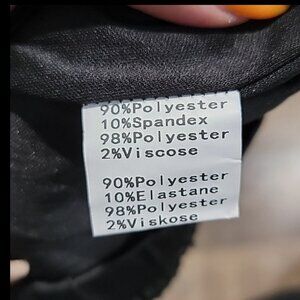 90%Polyester
10%Spandex
98%Polyester
2%Viscose
90%Polyester
10%Elastane
98%Polyester
2%Viskose